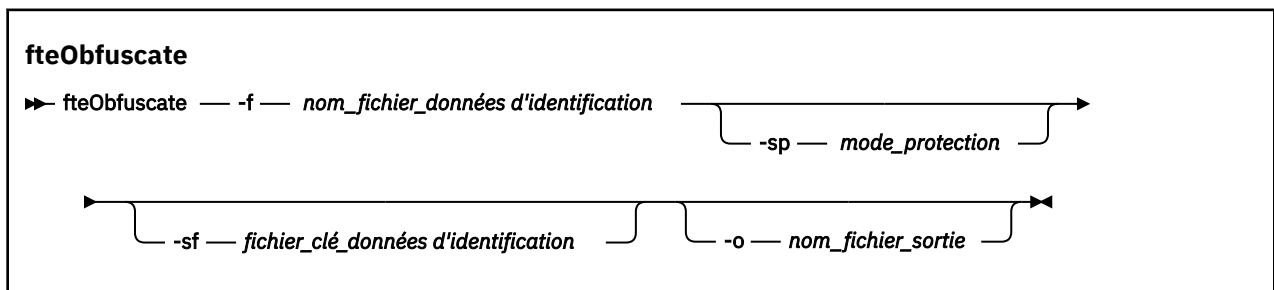 fteObfuscate
fteObfuscate -f nom_fichier_données d'identification
-sp mode_protection
-sf fichier_clé_données d'identification -o nom_fichier_sortie